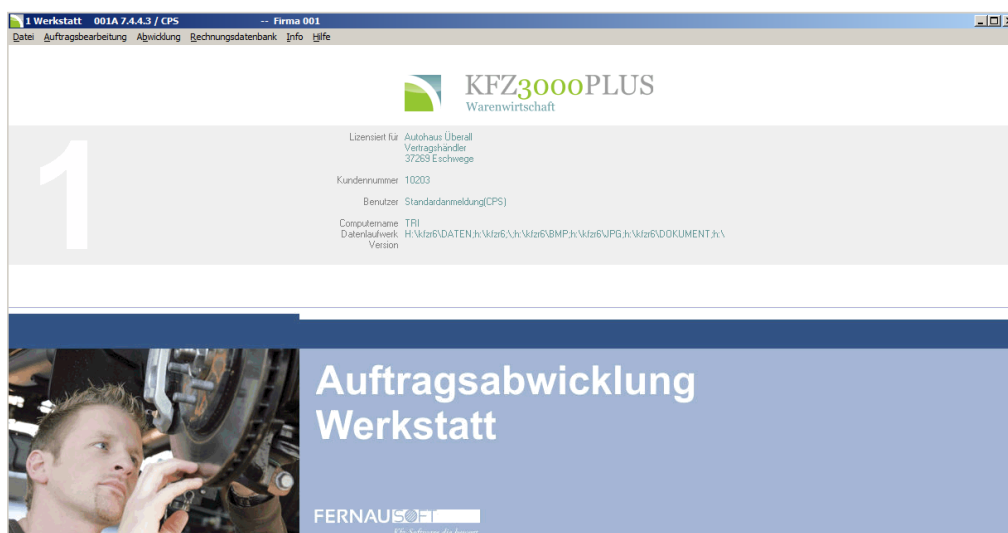 1 Werkstatt 001A 7.4.4.3 / CPS -- Firma 001
Datei Auftragsbearbeitung Abwicklung Rechnungsdatenbank Info Hilfe
KFZ3000PLUS
Warenwirtschaft
1
Lizensiert für Autohaus Überall
Vertragshändler
37269 Eschwege
Kundennummer 10203
Benutzer Standardanmeldung(CPS)
Computername TRI
Datenlaufwerk H:\kfzr6\DATEN;h:\kfzr6;\;h:\kfzr6\BMP;h:\kfzr6\JPG;h:\kfzr6\DOKUMENT;h:\
Version
Auftragsabwicklung
Werkstatt
FERNAUSOFT